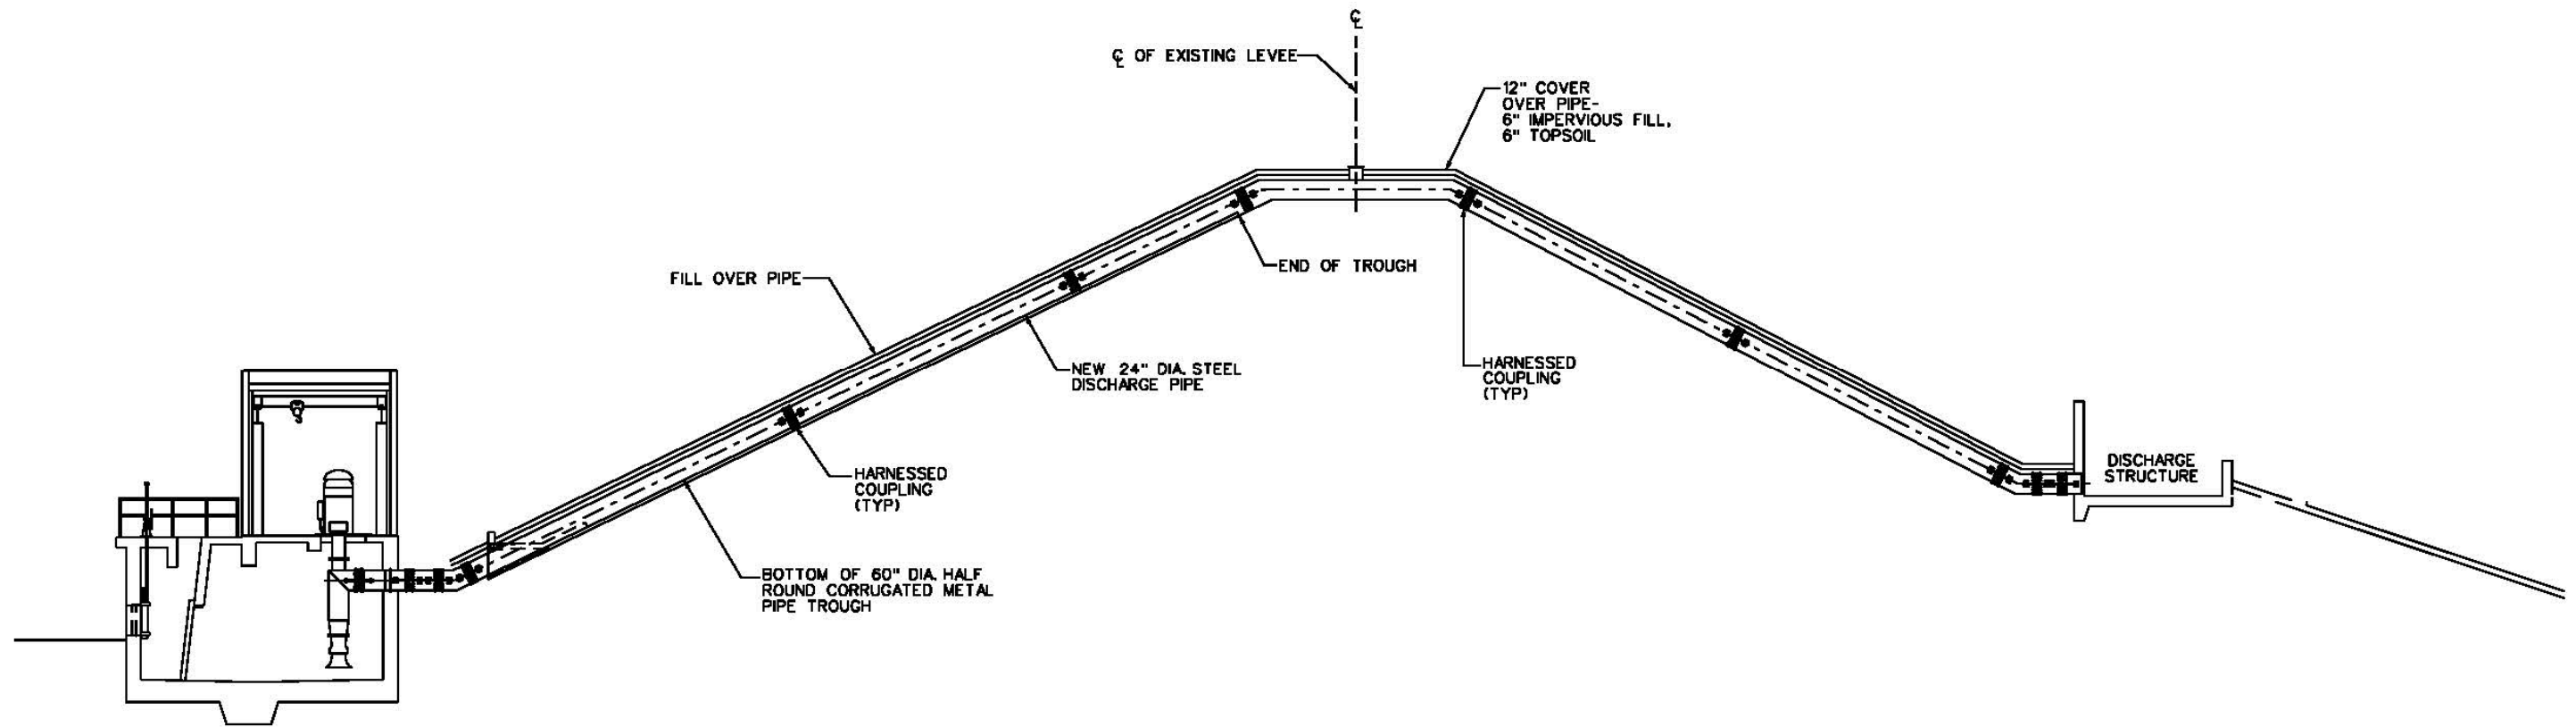 ℄
℄ OF EXISTING LEVEE
12" COVER
OVER PIPE-
6" IMPERVIOUS FILL,
6" TOPSOIL
FILL OVER PIPE
END OF TROUGH
NEW 24" DIA. STEEL
DISCHARGE PIPE
HARNESSED
COUPLING
(TYP)
HARNESSED
COUPLING
(TYP)
DISCHARGE
STRUCTURE
BOTTOM OF 60" DIA. HALF
ROUND CORRUGATED METAL
PIPE TROUGH